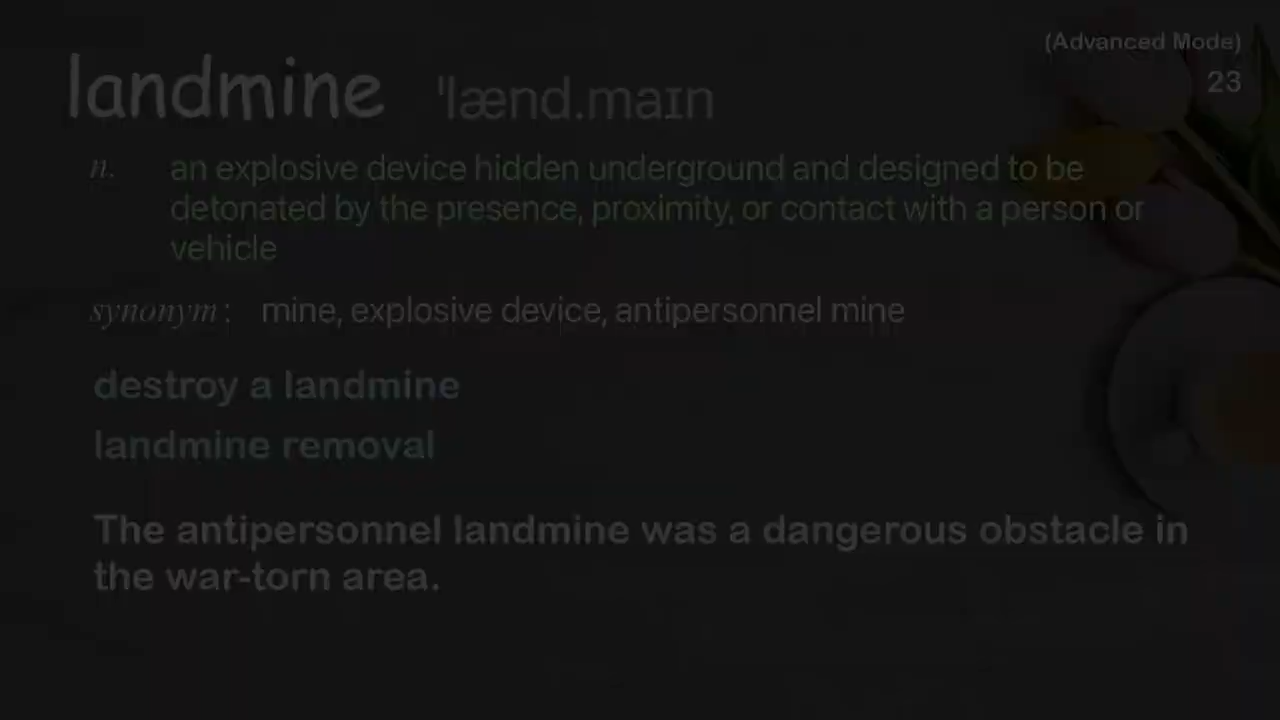 (Advanced Mode)
landmine ˈlænd.maɪn
23
n. an explosive device hidden underground and designed to be
detonated by the presence, proximity, or contact with a person or
vehicle
synonym : mine, explosive device, antipersonnel mine
destroy a landmine
landmine removal
The antipersonnel landmine was a dangerous obstacle in
the war-torn area.